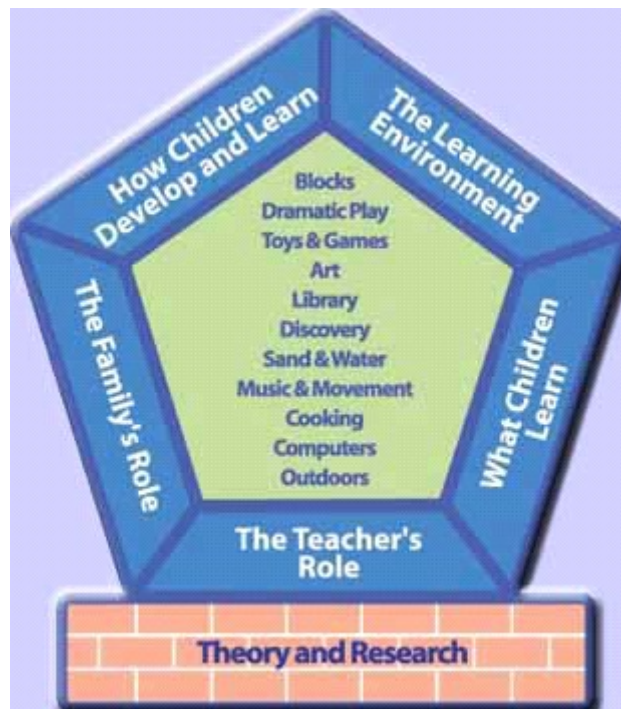 How Children
Develop and Learn
The Learning
Environment
Blocks
Dramatic Play
Toys & Games
Art
Library
Discovery
Sand & Water
Music & Movement
Cooking
Computers
Outdoors
The Family's Role
What Children
Learn
The Teacher's
Role
Theory and Research